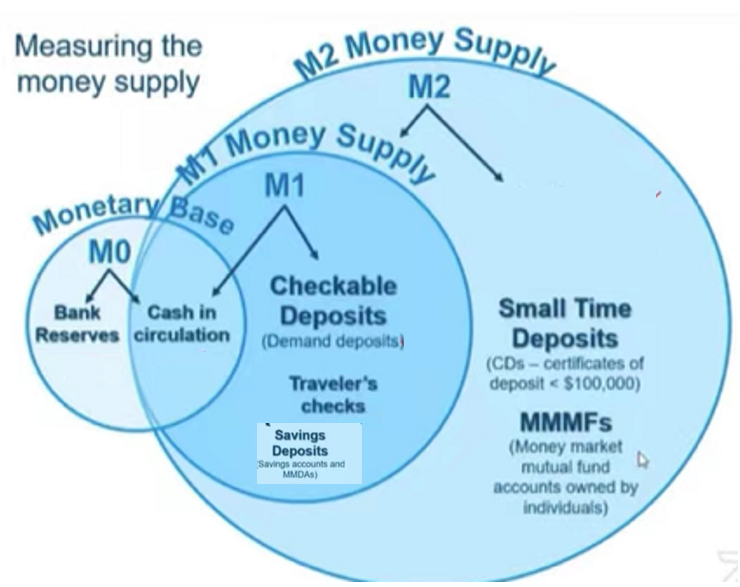 Measuring the
money supply
M2 Money Supply
M2
M1 Money Supply
M1
Monetary Base
M0
Bank
Reserves
Cash in
circulation
Checkable
Deposits
(Demand deposits)
Traveler's
checks
Savings
Deposits
(Savings accounts and
MMDAs)
Small Time
Deposits
(CDs – certificates of
deposit < $100,000)
MMMFs
(Money market
mutual fund
accounts owned by
individuals)